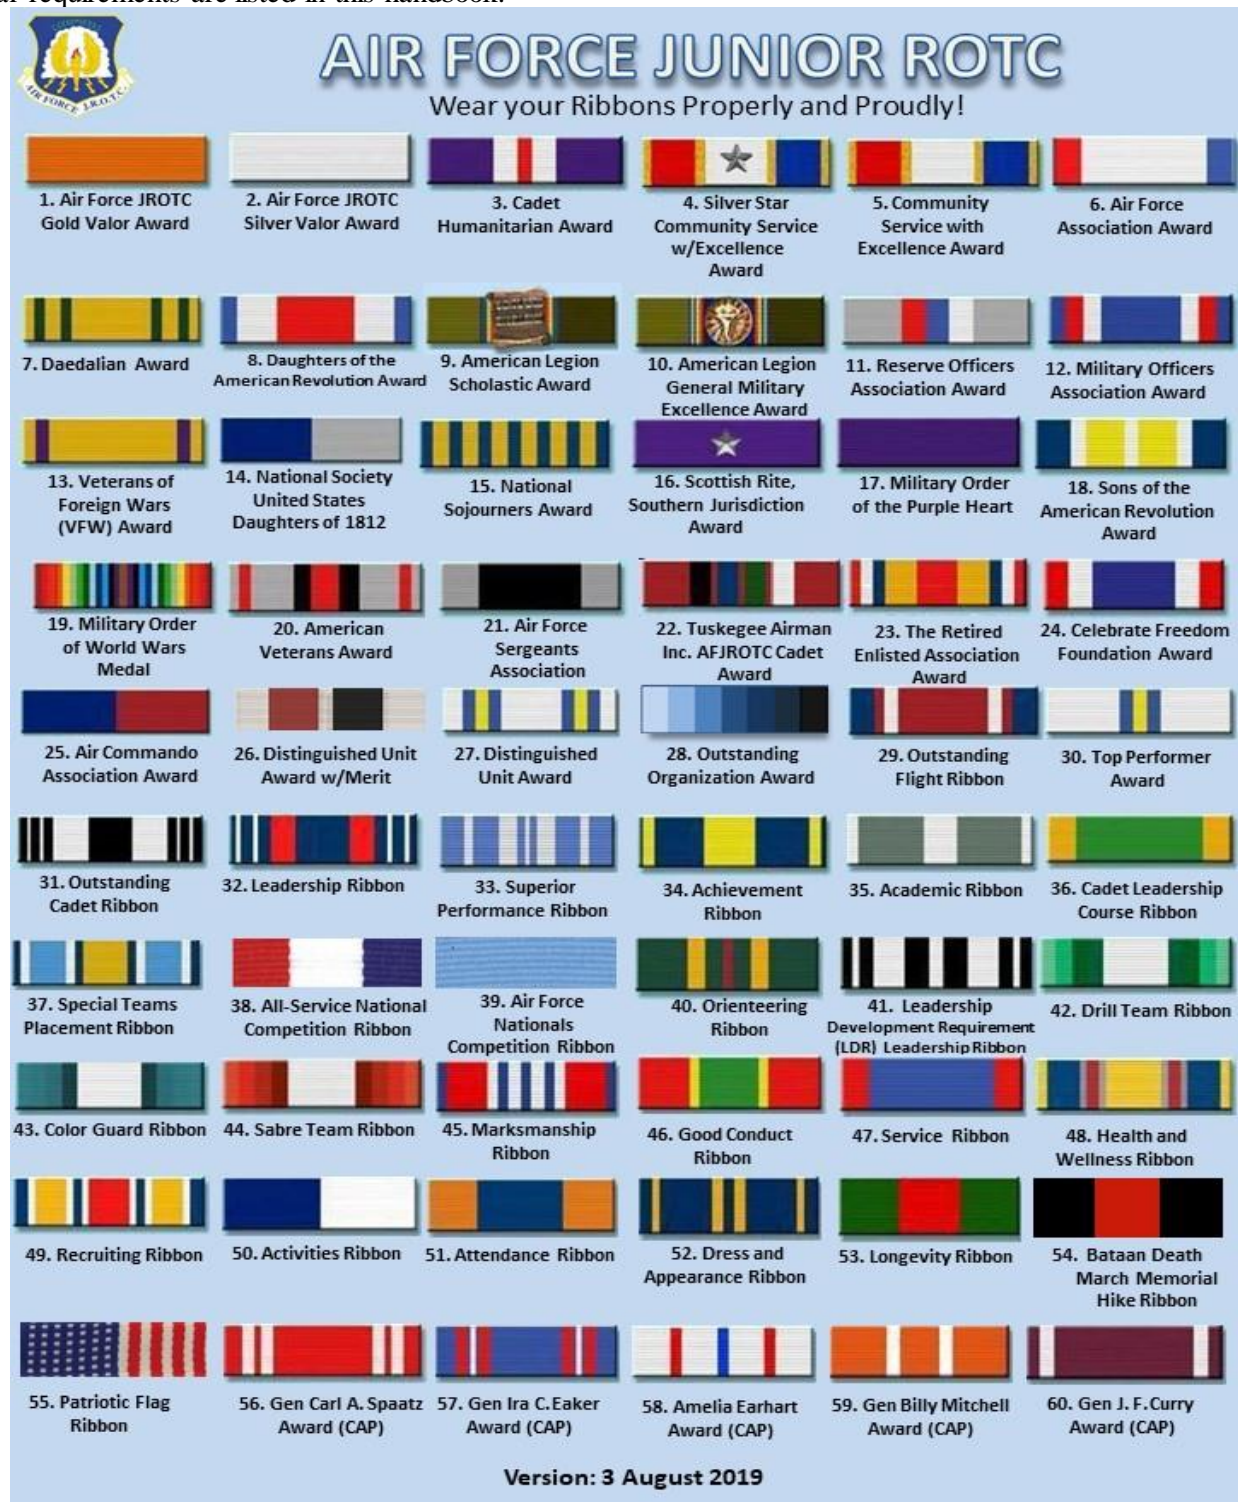 requirements are listed in this handbook.
AIR FORCE JUNIOR ROTC
Wear your Ribbons Properly and Proudly!
AIR FORCE J.R.O.T.C.
1. Air Force JROTC
Gold Valor Award
2. Air Force JROTC
Silver Valor Award
3. Cadet
Humanitarian Award
4. Silver Star
Community Service
w/Excellence
Award
5. Community
Service with
Excellence Award
6. Air Force
Association Award
7. Daedalian Award
8. Daughters of the
American Revolution Award
9. American Legion
Scholastic Award
10. American Legion
General Military
Excellence Award
11. Reserve Officers
Association Award
12. Military Officers
Association Award
13. Veterans of
Foreign Wars
(VFW) Award
14. National Society
United States
Daughters of 1812
15. National
Sojourners Award
16. Scottish Rite,
Southern Jurisdiction
Award
17. Military Order
of the Purple Heart
18. Sons of the
American Revolution
Award
19. Military Order
of World Wars
Medal
20. American
Veterans Award
21. Air Force
Sergeants
Association
22. Tuskegee Airman
Inc. AFJROTC Cadet
Award
23. The Retired
Enlisted Association
Award
24. Celebrate Freedom
Foundation Award
25. Air Commando
Association Award
26. Distinguished Unit
Award w/Merit
27. Distinguished
Unit Award
28. Outstanding
Organization Award
29. Outstanding
Flight Ribbon
30. Top Performer
Award
31. Outstanding
Cadet Ribbon
32. Leadership Ribbon
33. Superior
Performance Ribbon
34. Achievement
Ribbon
35. Academic Ribbon
36. Cadet Leadership
Course Ribbon
37. Special Teams
Placement Ribbon
38. All-Service National
Competition Ribbon
39. Air Force
Nationals
Competition Ribbon
40. Orienteering
Ribbon
41. Leadership
Development Requirement
(LDR) Leadership Ribbon
42. Drill Team Ribbon
43. Color Guard Ribbon
44. Sabre Team Ribbon
45. Marksmanship
Ribbon
46. Good Conduct
Ribbon
47. Service Ribbon
48. Health and
Wellness Ribbon
49. Recruiting Ribbon
50. Activities Ribbon
51. Attendance Ribbon
52. Dress and
Appearance Ribbon
53. Longevity Ribbon
54. Bataan Death
March Memorial
Hike Ribbon
55. Patriotic Flag
Ribbon
56. Gen Carl A. Spaatz
Award (CAP)
57. Gen Ira C. Eaker
Award (CAP)
58. Amelia Earhart
Award (CAP)
59. Gen Billy Mitchell
Award (CAP)
60. Gen J. F. Curry
Award (CAP)
Version: 3 August 2019